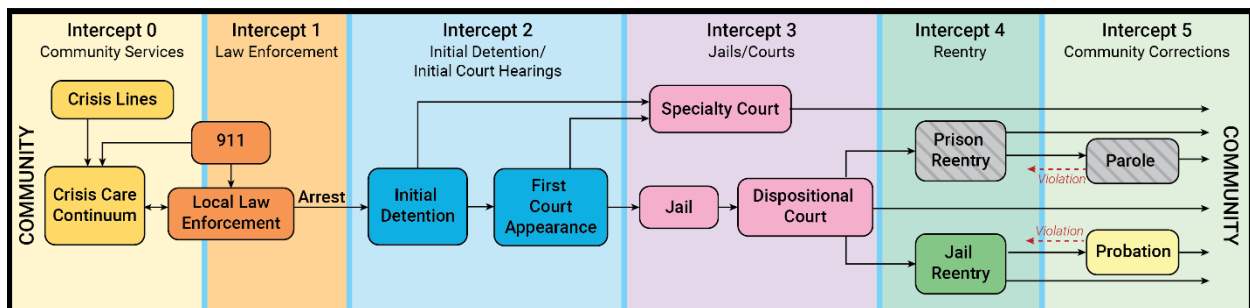 Intercept 0
Community Services
Intercept 1
Law Enforcement
Intercept 2
Initial Detention/
Initial Court Hearings
Intercept 3
Jails/Courts
Intercept 4
Reentry
Intercept 5
Community Corrections
COMMUNITY
Crisis Lines
911
Crisis Care
Continuum
Local Law
Enforcement
Arrest
Initial
Detention
First
Court
Appearance
Specialty Court
Jail
Dispositional
Court
Prison
Reentry
Violation
Parole
Jail
Reentry
Violation
Probation
COMMUNITY